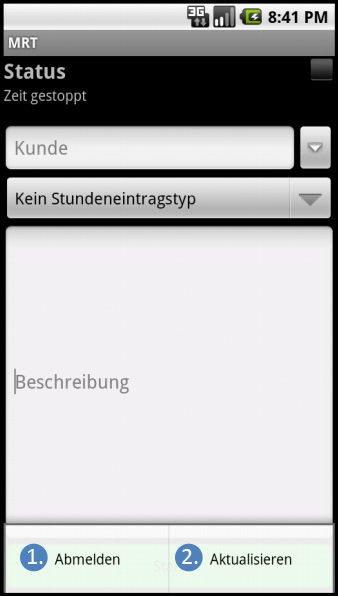 3G 8:41 PM
MRT
Status
Zeit gestoppt
Kunde
Kein Stundeneintragstyp
Beschreibung
1. Abmelden 2. Aktualisieren